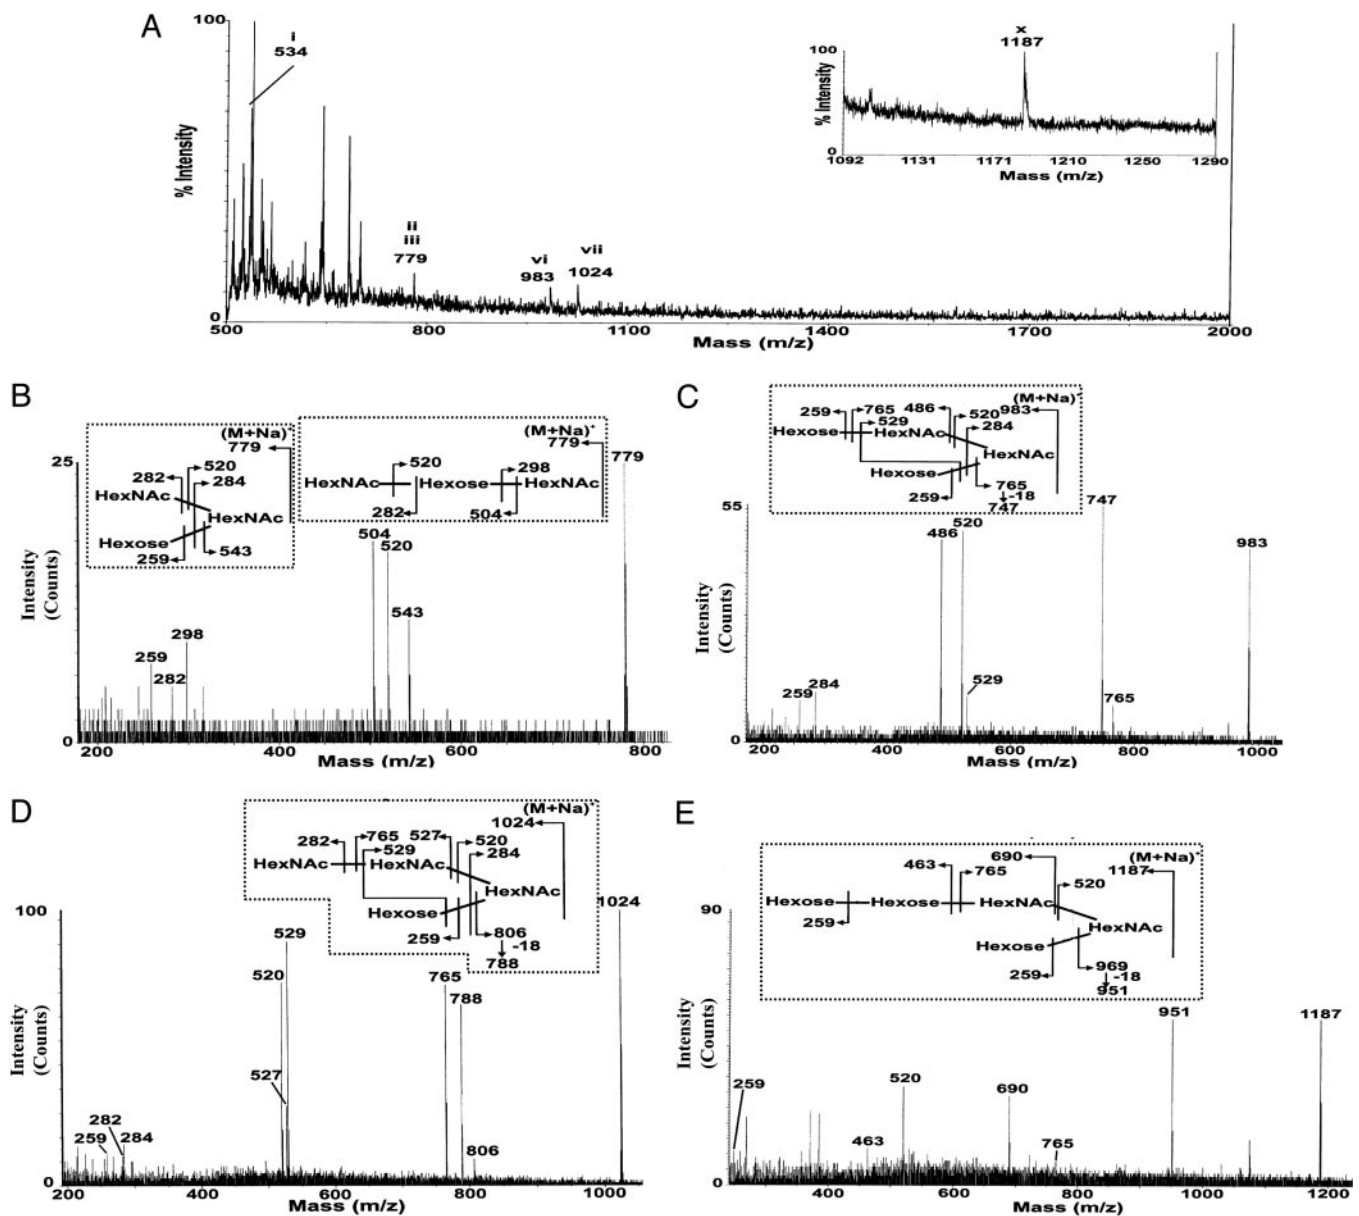 A
100
i
534
% Intensity
ii
iii
779
vi
983
vii
1024
0
500
800
1100
1400
1700
2000
Mass (m/z)
x
1187
100
% Intensity
0
1092
1131
1171
1210
1250
1290
Mass (m/z)
B
(M+Na)+
779
520
282
284
HexNAc
HexNAc
Hexose
259
543
(M+Na)+
779
520
298
HexNAc
Hexose
HexNAc
282
504
25
779
504
520
543
298
259
282
Intensity
(Counts)
0
200
400
600
800
Mass (m/z)
C
(M+Na)+
259
765
486
520
983
529
284
Hexose
HexNAc
HexNAc
Hexose
259
765
-18
747
55
747
520
486
983
529
284
259
765
Intensity
(Counts)
0
200
400
600
800
1000
Mass (m/z)
D
(M+Na)+
1024
282
765
527
520
529
284
HexNAc
HexNAc
HexNAc
Hexose
259
806
-18
788
100
1024
529
520
765
788
527
282
259
284
806
Intensity
(Counts)
0
200
400
600
800
1000
Mass (m/z)
E
(M+Na)+
690
1187
463
765
520
Hexose
Hexose
HexNAc
HexNAc
259
Hexose
259
969
-18
951
90
951
1187
259
520
690
463
765
Intensity
(Counts)
0
400
600
800
1000
1200
Mass (m/z)